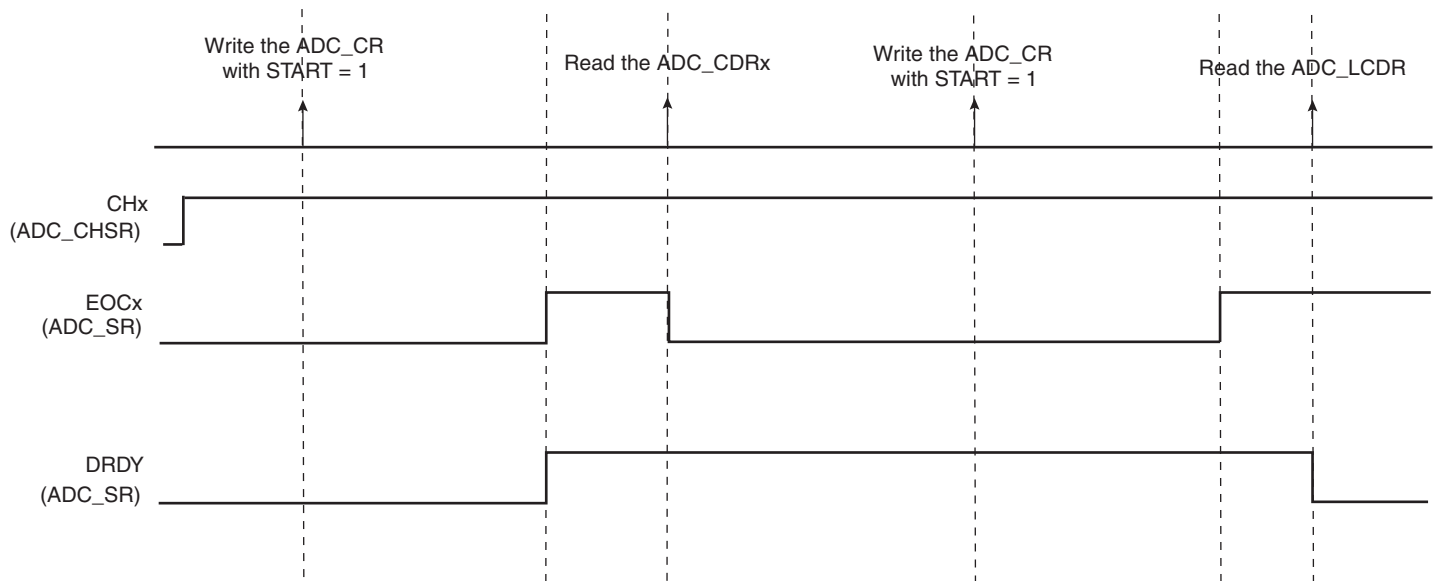 Write the ADC_CR
with START = 1
Read the ADC_CDRx
Write the ADC_CR
with START = 1
Read the ADC_LCDR
CHx
(ADC_CHSR)
EOCx
(ADC_SR)
DRDY
(ADC_SR)